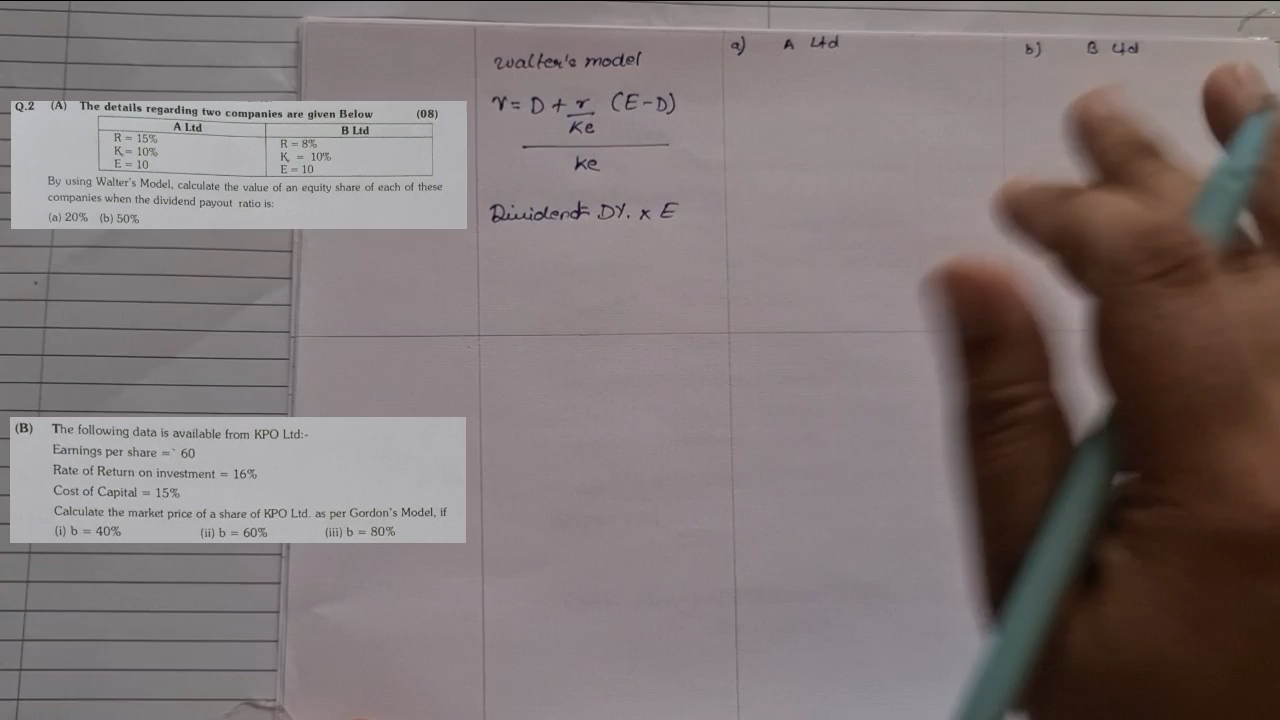 Q.2 (A) The details regarding two companies are given Below (08)
A Ltd B Ltd
R = 15% R = 8%
K = 10% K = 10%
E = 10 E = 10
By using Walter's Model, calculate the value of an equity share of each of these
companies when the dividend payout ratio is:
(a) 20% (b) 50%
(B) The following data is available from KPO Ltd:-
Earnings per share = ` 60
Rate of Return on investment = 16%
Cost of Capital = 15%
Calculate the market price of a share of KPO Ltd. as per Gordon's Model, if
(i) b = 40% (ii) b = 60% (iii) b = 80%
Walter's model
V = D + r (E-D)
Ke
Ke
Dividend = D%. x E
a) A Ltd
b) B Ltd